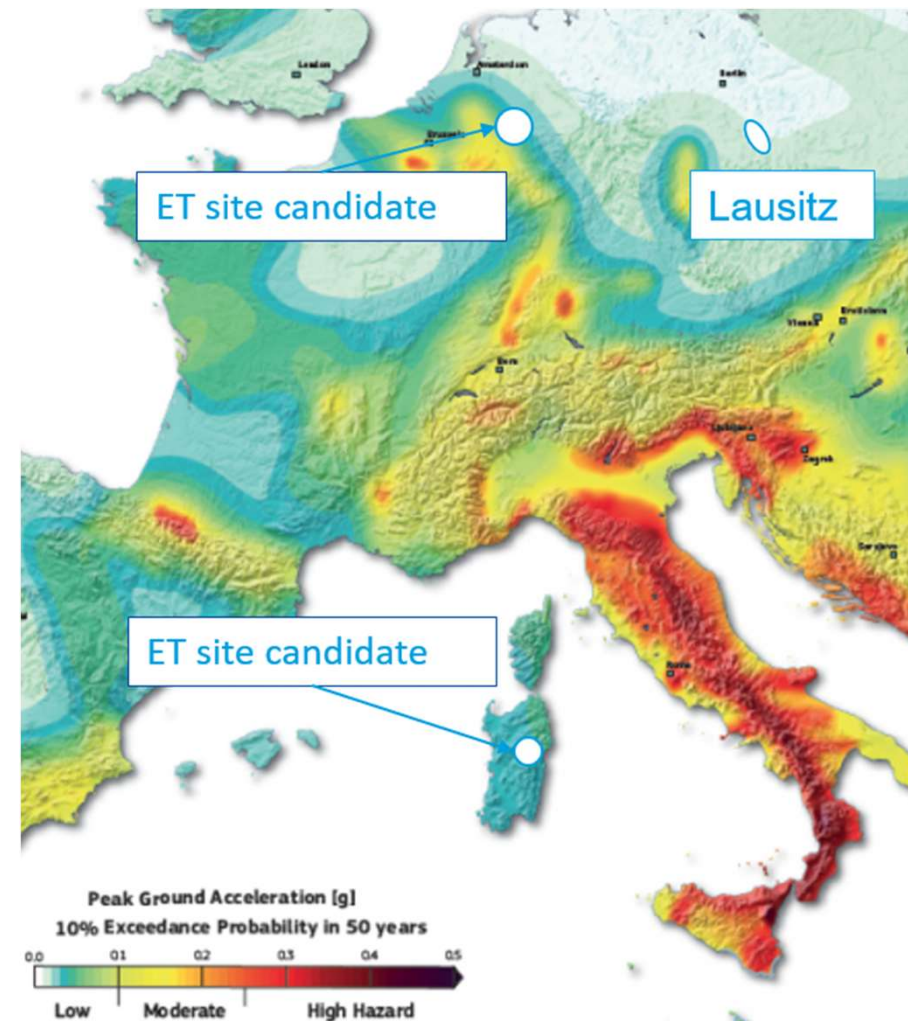 London
Amsterdam
Berlin
Brussels
ET site candidate
Lausitz
Vienna
Bratislava
Bern
Ljubljana
Zagreb
Sarajevo
ET site candidate
Rome
Peak Ground Acceleration [g]
10% Exceedance Probability in 50 years
0.0 0.1 0.2 0.3 0.4 0.5
Low Moderate High Hazard